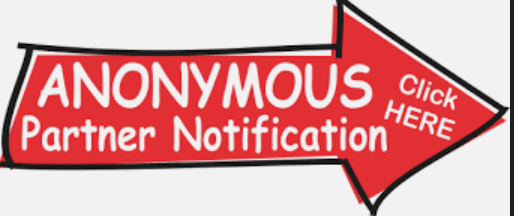 ANONYMOUS
Partner Notification
Click
HERE